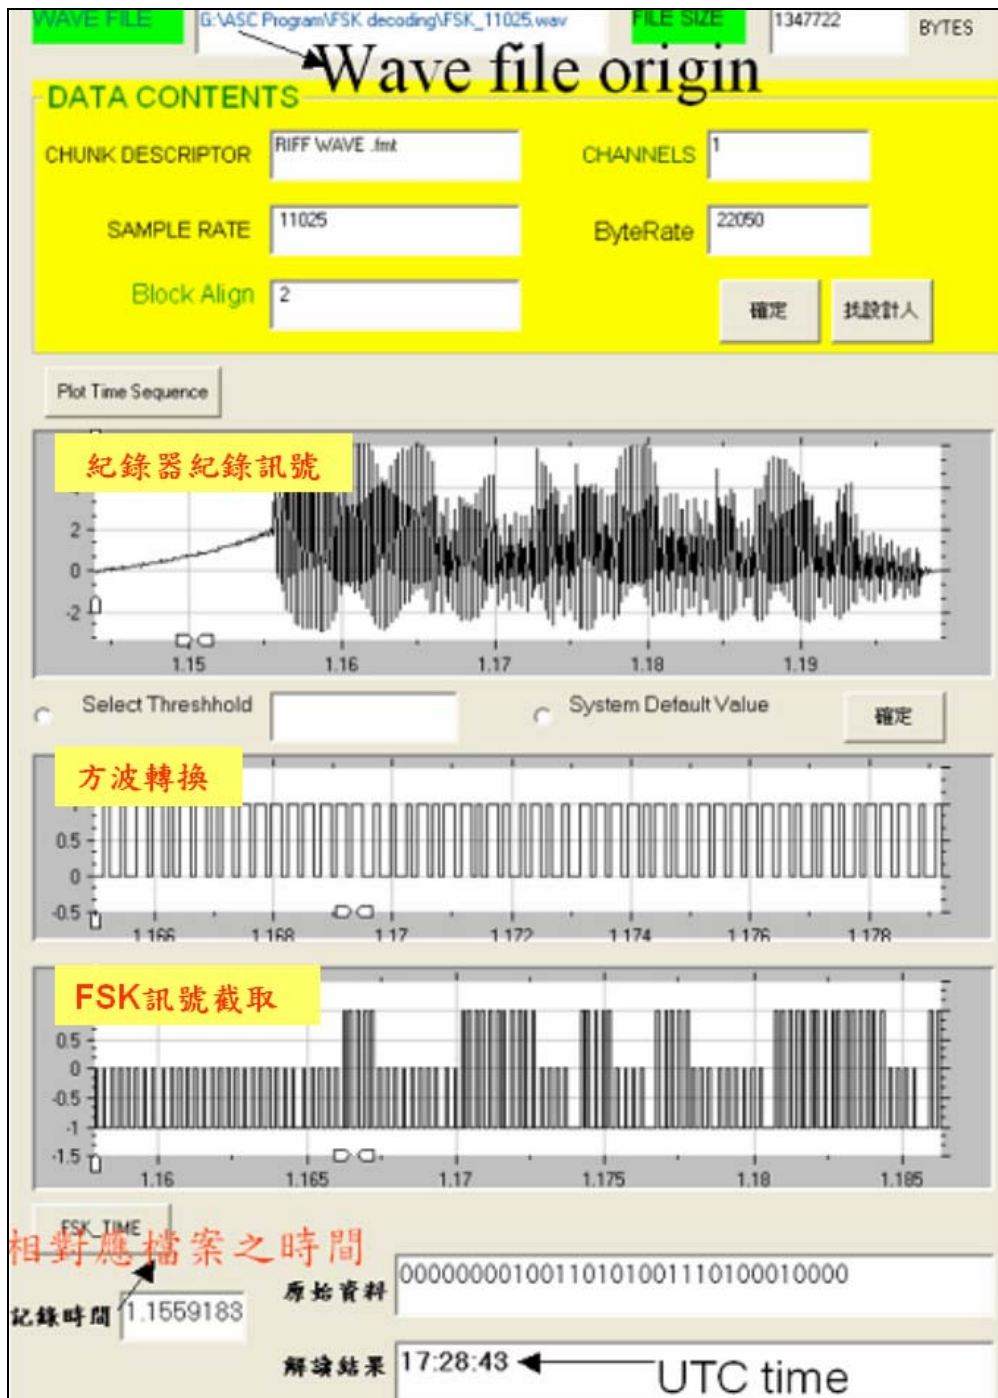 WAVE FILE G:\ASC Program\FSK decoding\FSK_11025.wav FILE SIZE 1347722 BYTES
Wave file origin
DATA CONTENTS
CHUNK DESCRIPTOR RIFF WAVE .fmt CHANNELS 1
SAMPLE RATE 11025 ByteRate 22050
Block Align 2 確定 找設計人
Plot Time Sequence
紀錄器紀錄訊號
2
0
-2
1.15 1.16 1.17 1.18 1.19
Select Threshhold System Default Value 確定
方波轉換
0.5
0
-0.5
1.166 1.168 1.17 1.172 1.174 1.176 1.178
FSK訊號截取
0.5
0
-0.5
-1
-1.5
1.16 1.165 1.17 1.175 1.18 1.185
FSK_TIME
相對應檔案之時間
原始資料 00000000010011010100111010001​0000
記錄時間 1.1559183
解讀結果 17:28:43 UTC time